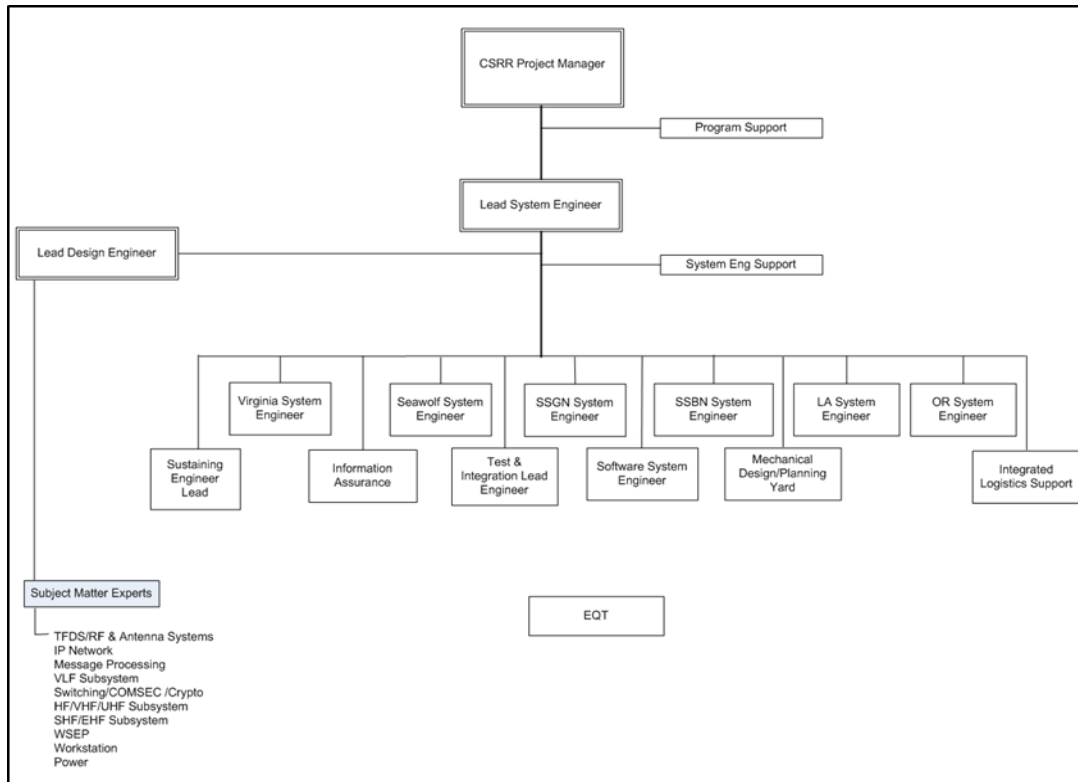 CSRR Project Manager
Program Support
Lead System Engineer
Lead Design Engineer
System Eng Support
Virginia System
Engineer
Seawolf System
Engineer
SSGN System
Engineer
SSBN System
Engineer
LA System
Engineer
OR System
Engineer
Sustaining
Engineer
Lead
Information
Assurance
Test &
Integration Lead
Engineer
Software System
Engineer
Mechanical
Design/Planning
Yard
Integrated
Logistics Support
Subject Matter Experts
EQT
TFDS/RF & Antenna Systems
IP Network
Message Processing
VLF Subsystem
Switching/COMSEC /Crypto
HF/VHF/UHF Subsystem
SHF/EHF Subsystem
WSEP
Workstation
Power